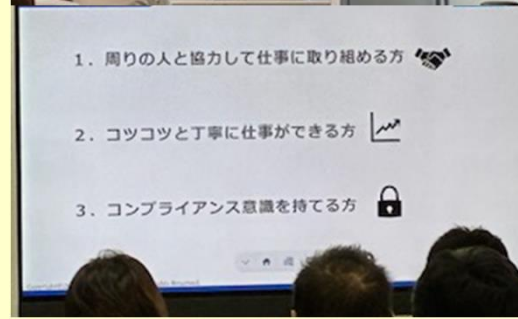 1．周りの人と協力して仕事に取り組める方
2．コツコツと丁寧に仕事ができる方
3．コンプライアンス意識を持てる方